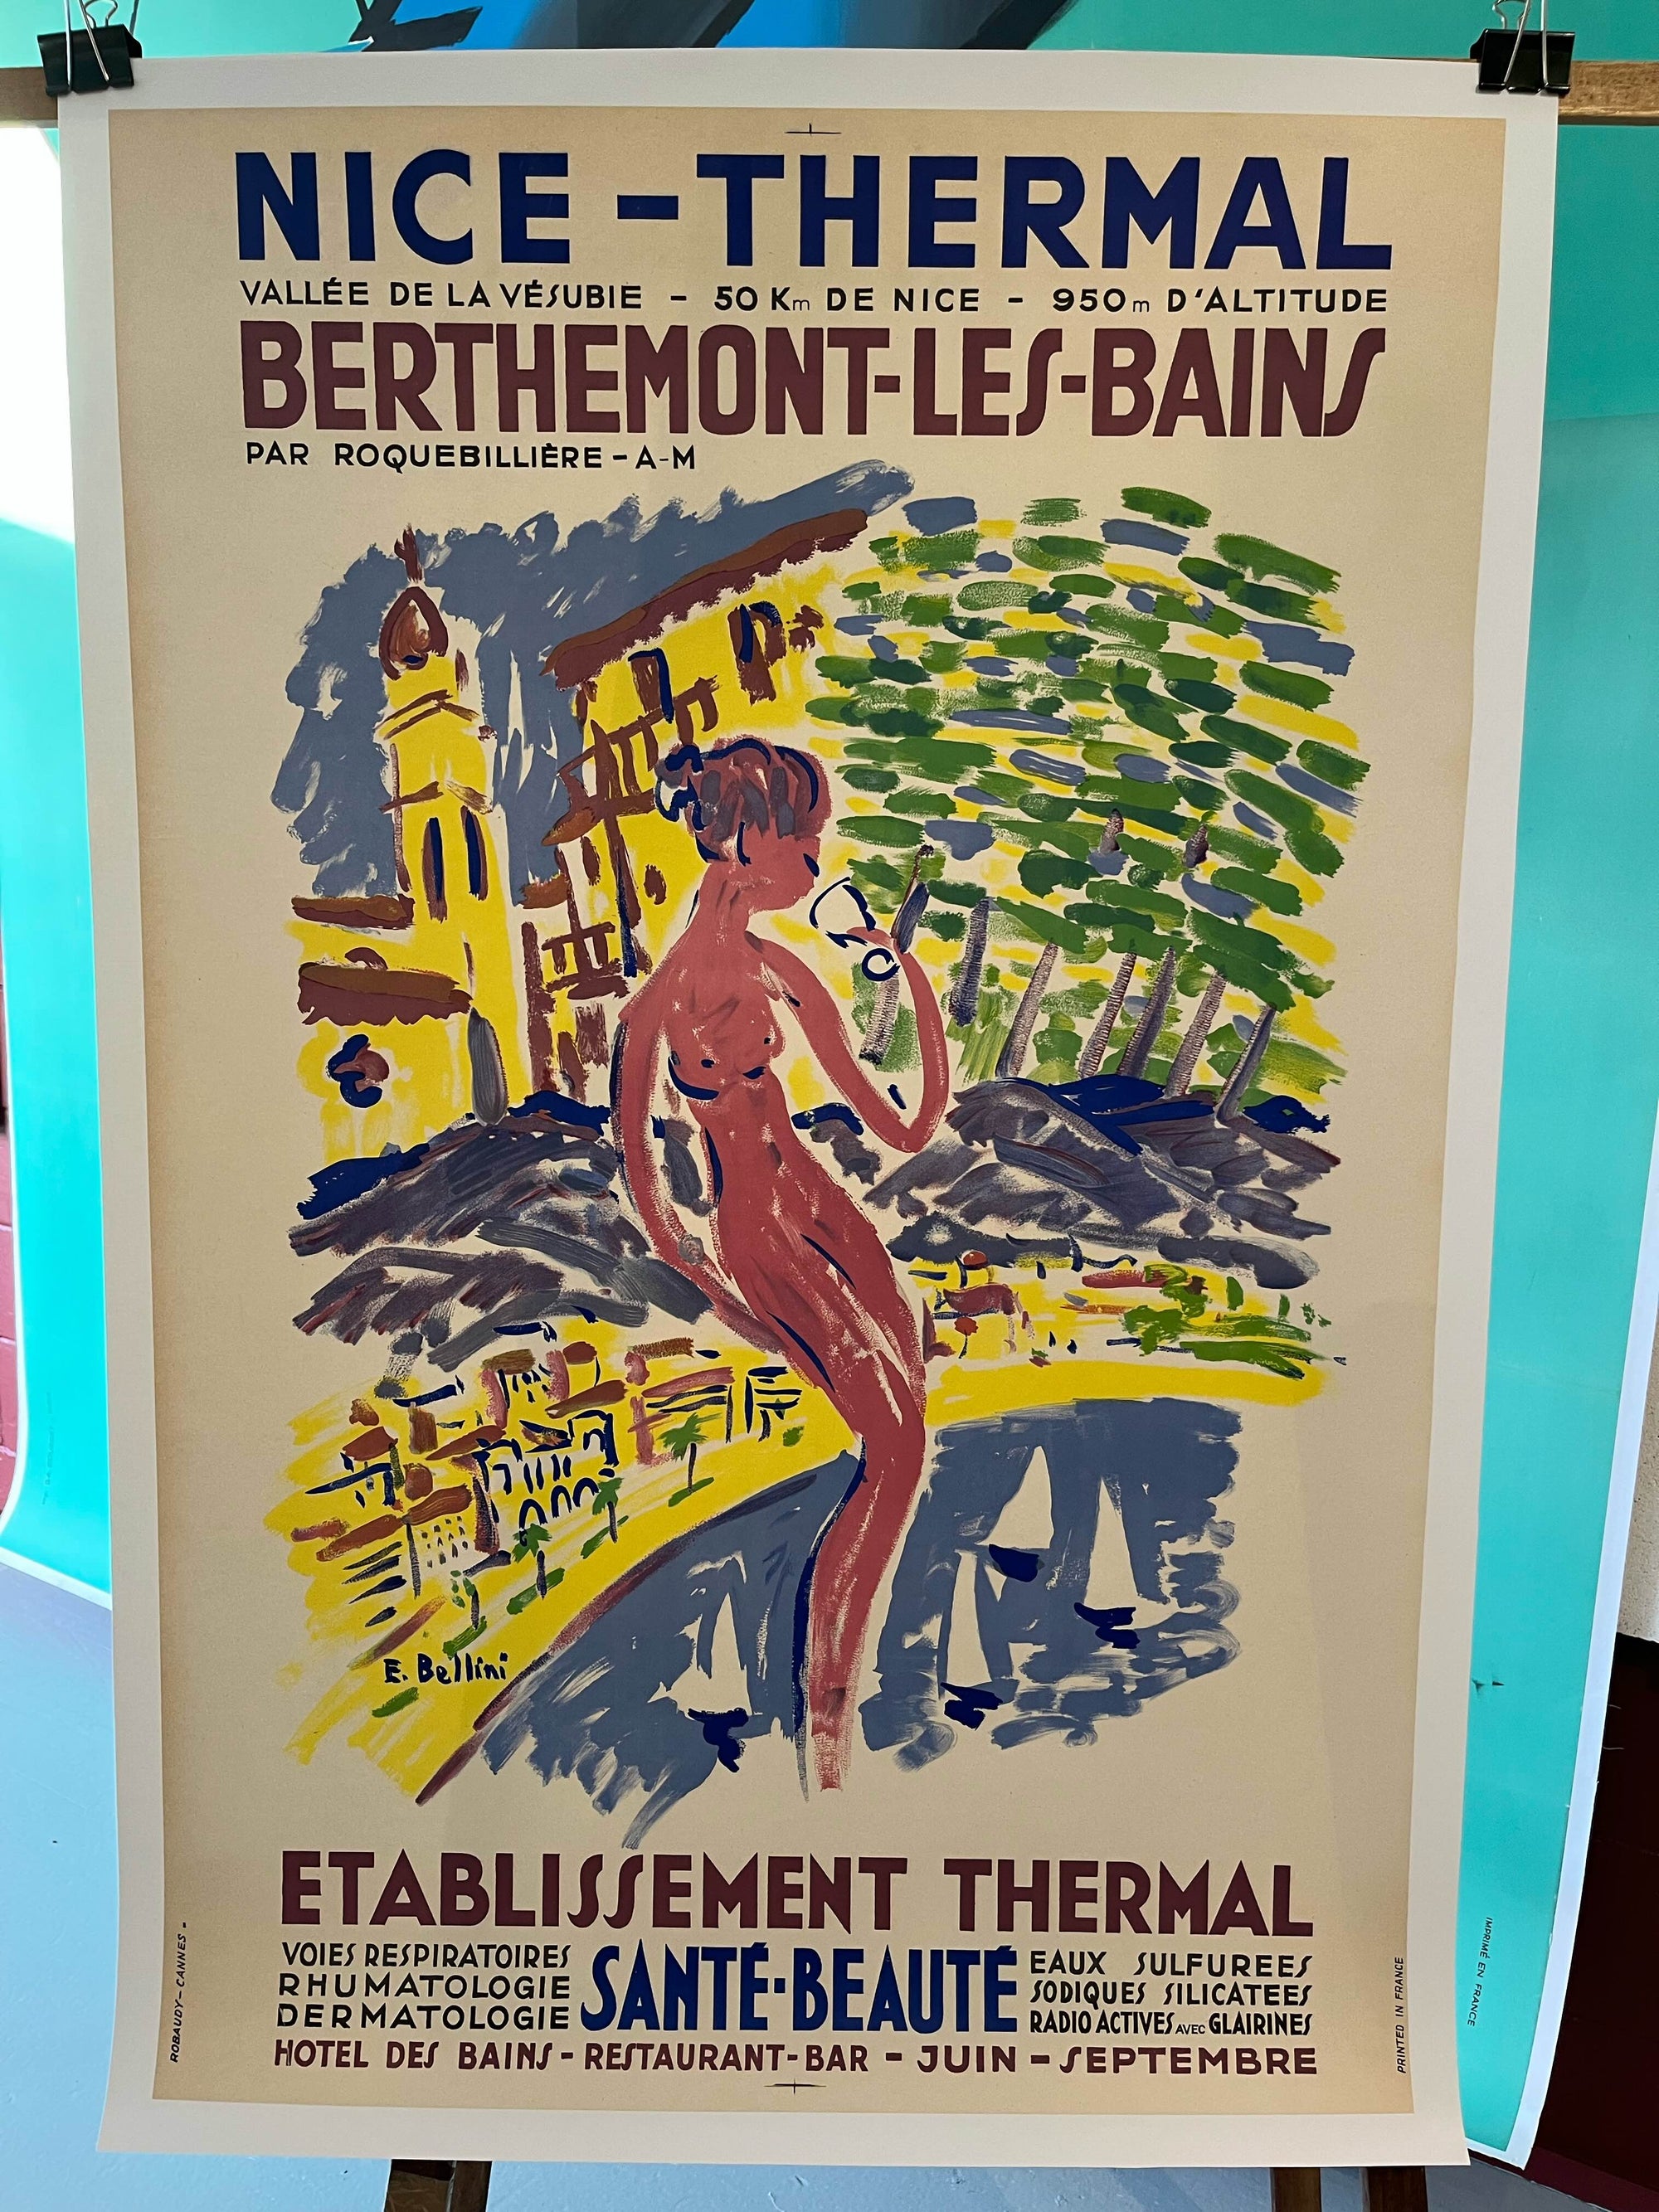 NICE - THERMAL
VALLÉE DE LA VÉSUBIE - 50 Km DE NICE - 950m D'ALTITUDE
BERTHEMONT-LES-BAINS
PAR ROQUEBILLIÈRE - A-M
E. Bellini
ETABLISSEMENT THERMAL
VOIES RESPIRATOIRES
RHUMATOLOGIE
DERMATOLOGIE
SANTÉ-BEAUTÉ
EAUX SULFUREES
SODIQUES SILICATEES
RADIO ACTIVES AVEC GLAIRINES
HOTEL DES BAINS - RESTAURANT-BAR - JUIN - SEPTEMBRE
ROBAUDY - CANNES -
PRINTED IN FRANCE
IMPRIMÉ EN FRANCE